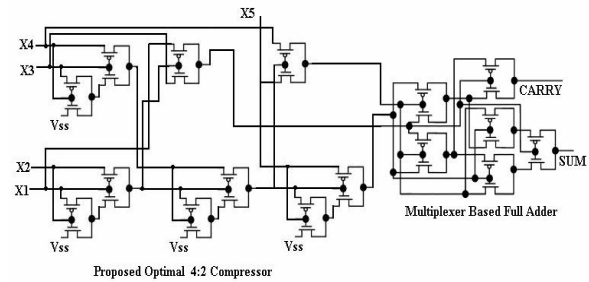 X5
X4
X3
Vss
CARRY
X2
X1
SUM
Multiplexer Based Full Adder
Vss
Vss
Vss
Proposed Optimal 4:2 Compressor